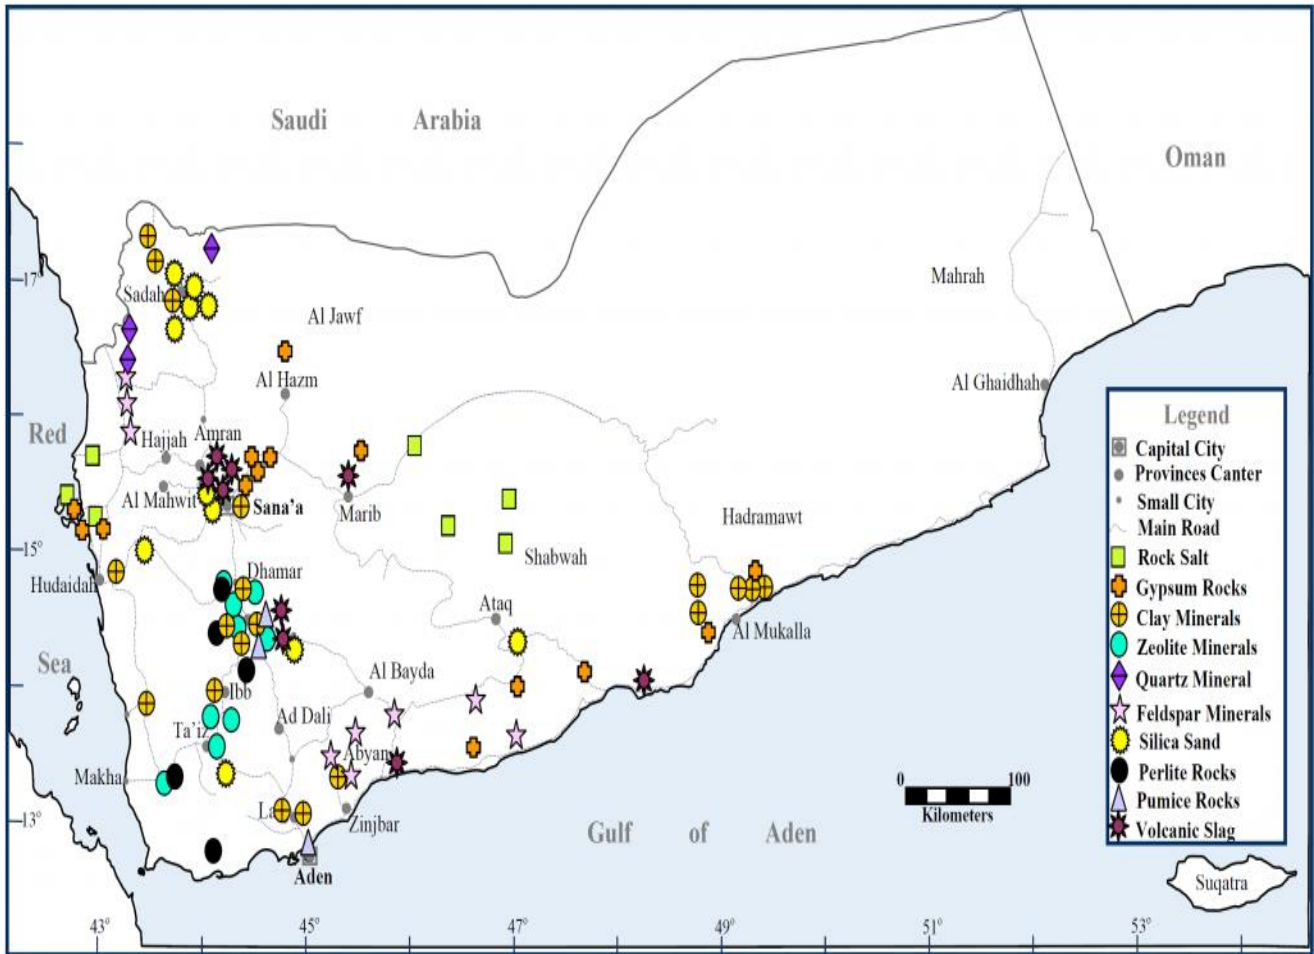 Saudi Arabia
Oman
Mahrah
17°
Sadah
Al Jawf
Al Hazm
Al Ghaidhah
Red
Hajjah
Amran
Al Mahwit
Sana'a
Marib
Hadramawt
15°
Shabwah
Hudaidah
Dhamar
Ataq
Al Mukalla
Sea
Al Bayda
Ibb
Ad Dali
Ta'iz
Abyan
Makha
La
Zinjbar
13°
Gulf of Aden
Aden
0 100
Kilometers
Legend
Capital City
Provinces Canter
Small City
Main Road
Rock Salt
Gypsum Rocks
Clay Minerals
Zeolite Minerals
Quartz Mineral
Feldspar Minerals
Silica Sand
Perlite Rocks
Pumice Rocks
Volcanic Slag
Suqatra
43° 45° 47° 49° 51° 53°